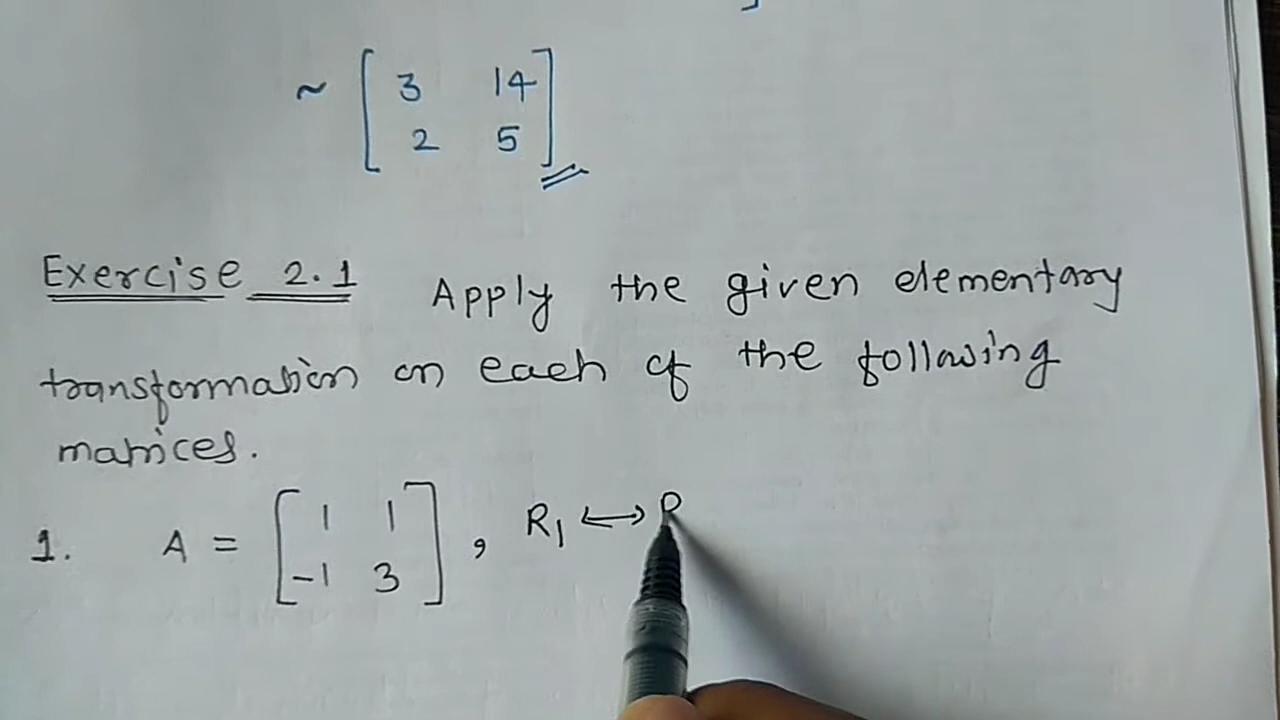 ~ [ 3 14
2 5 ]
Exercise 2.1 Apply the given elementary
transformation on each of the following
matrices.
1. A = [ 1 1
-1 3 ] , R₁ ↔ R